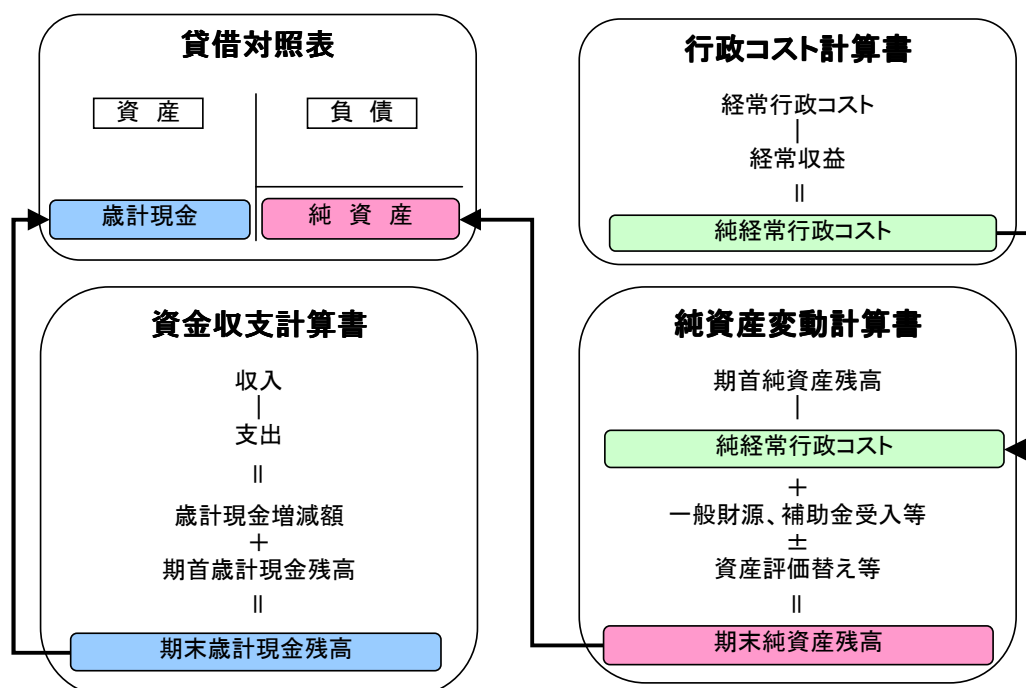 貸借対照表
資 産
負 債
歳計現金
純 資 産
行政コスト計算書
経常行政コスト
－
経常収益
＝
純経常行政コスト
資金収支計算書
収入
－
支出
＝
歳計現金増減額
＋
期首歳計現金残高
＝
期末歳計現金残高
純資産変動計算書
期首純資産残高
－
純経常行政コスト
＋
一般財源、補助金受入等
±
資産評価替え等
＝
期末純資産残高